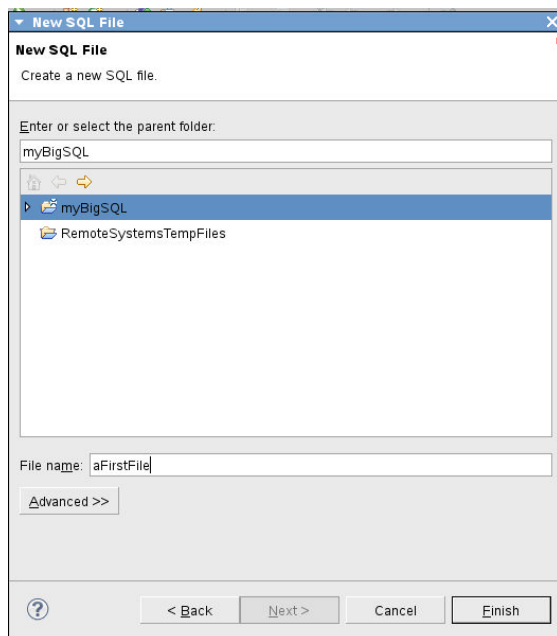 New SQL File
New SQL File
Create a new SQL file.
Enter or select the parent folder:
myBigSQL
myBigSQL
RemoteSystemsTempFiles
File name: aFirstFile
Advanced >>
< Back Next > Cancel Finish